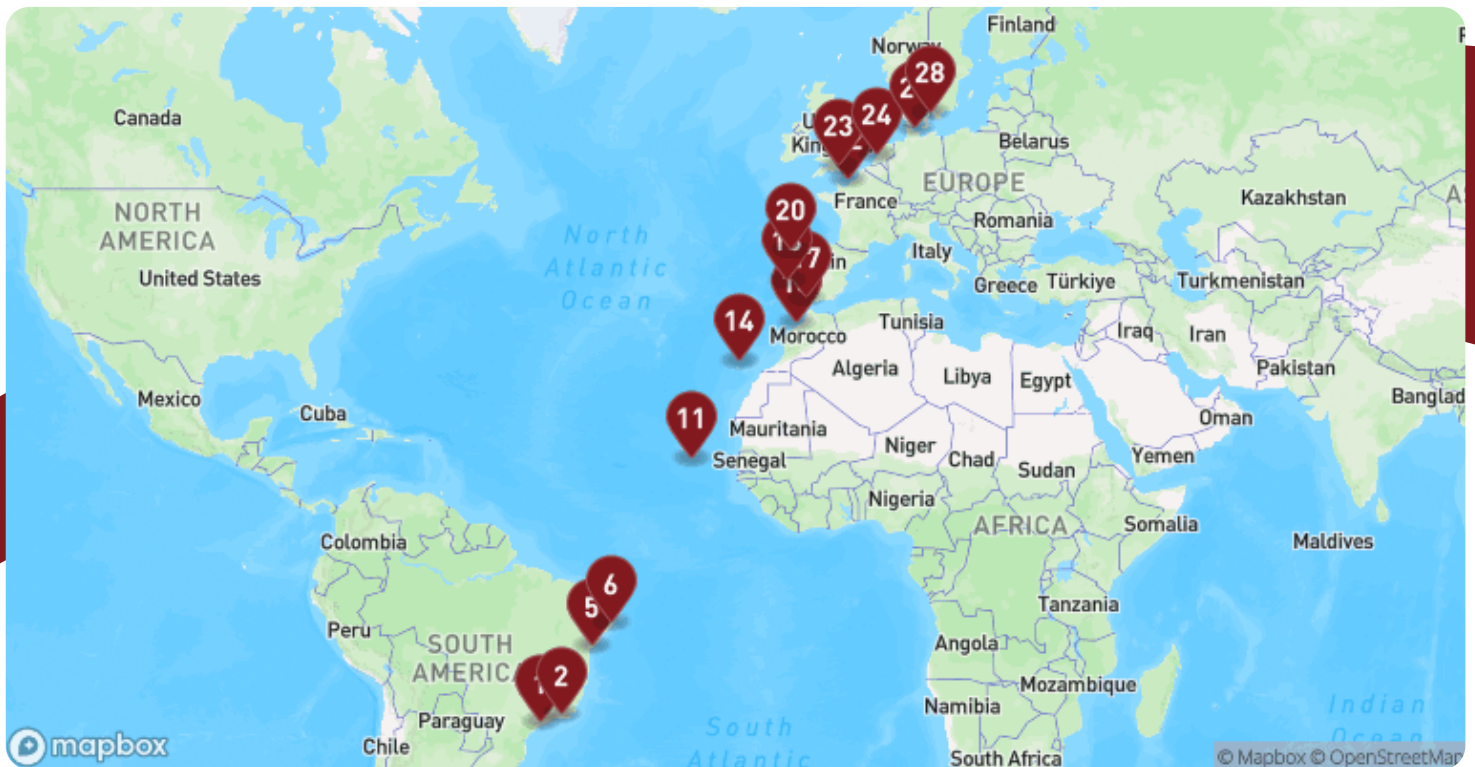 Finland
Norway
28
Canada
24
23
Belarus
EUROPE
Kazakhstan
France
NORTH
AMERICA
20
Romania
North
Atlantic
Ocean
Italy
United States
Greece
Türkiye
Turkmenistan
14
Tunisia
Morocco
Iraq
Iran
Algeria
Libya
Egypt
Pakistan
Mexico
Cuba
11
Oman
Mauritania
Niger
Senegal
Chad
Sudan
Yemen
Nigeria
AFRICA
Somalia
Colombia
Maldives
6
5
Tanzania
Peru
SOUTH
Angola
2
Mozambique
Namibia
Paraguay
Indian
Ocean
South
Atlantic
Chile
South Africa
mapbox
© Mapbox © OpenStreetMap